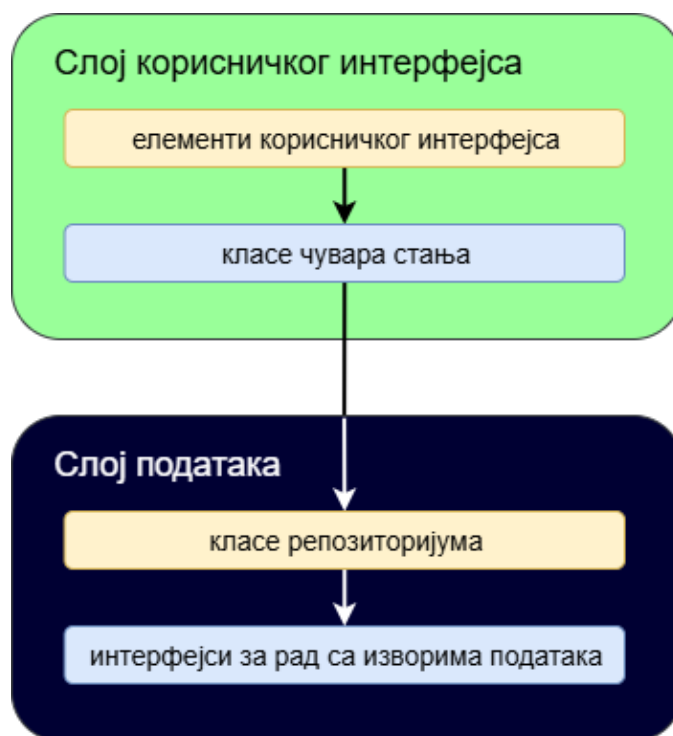 Слој корисничког интерфејса
елементи корисничког интерфејса
класе чувара стања
Слој података
класе репозиторијума
интерфејси за рад са изворима података